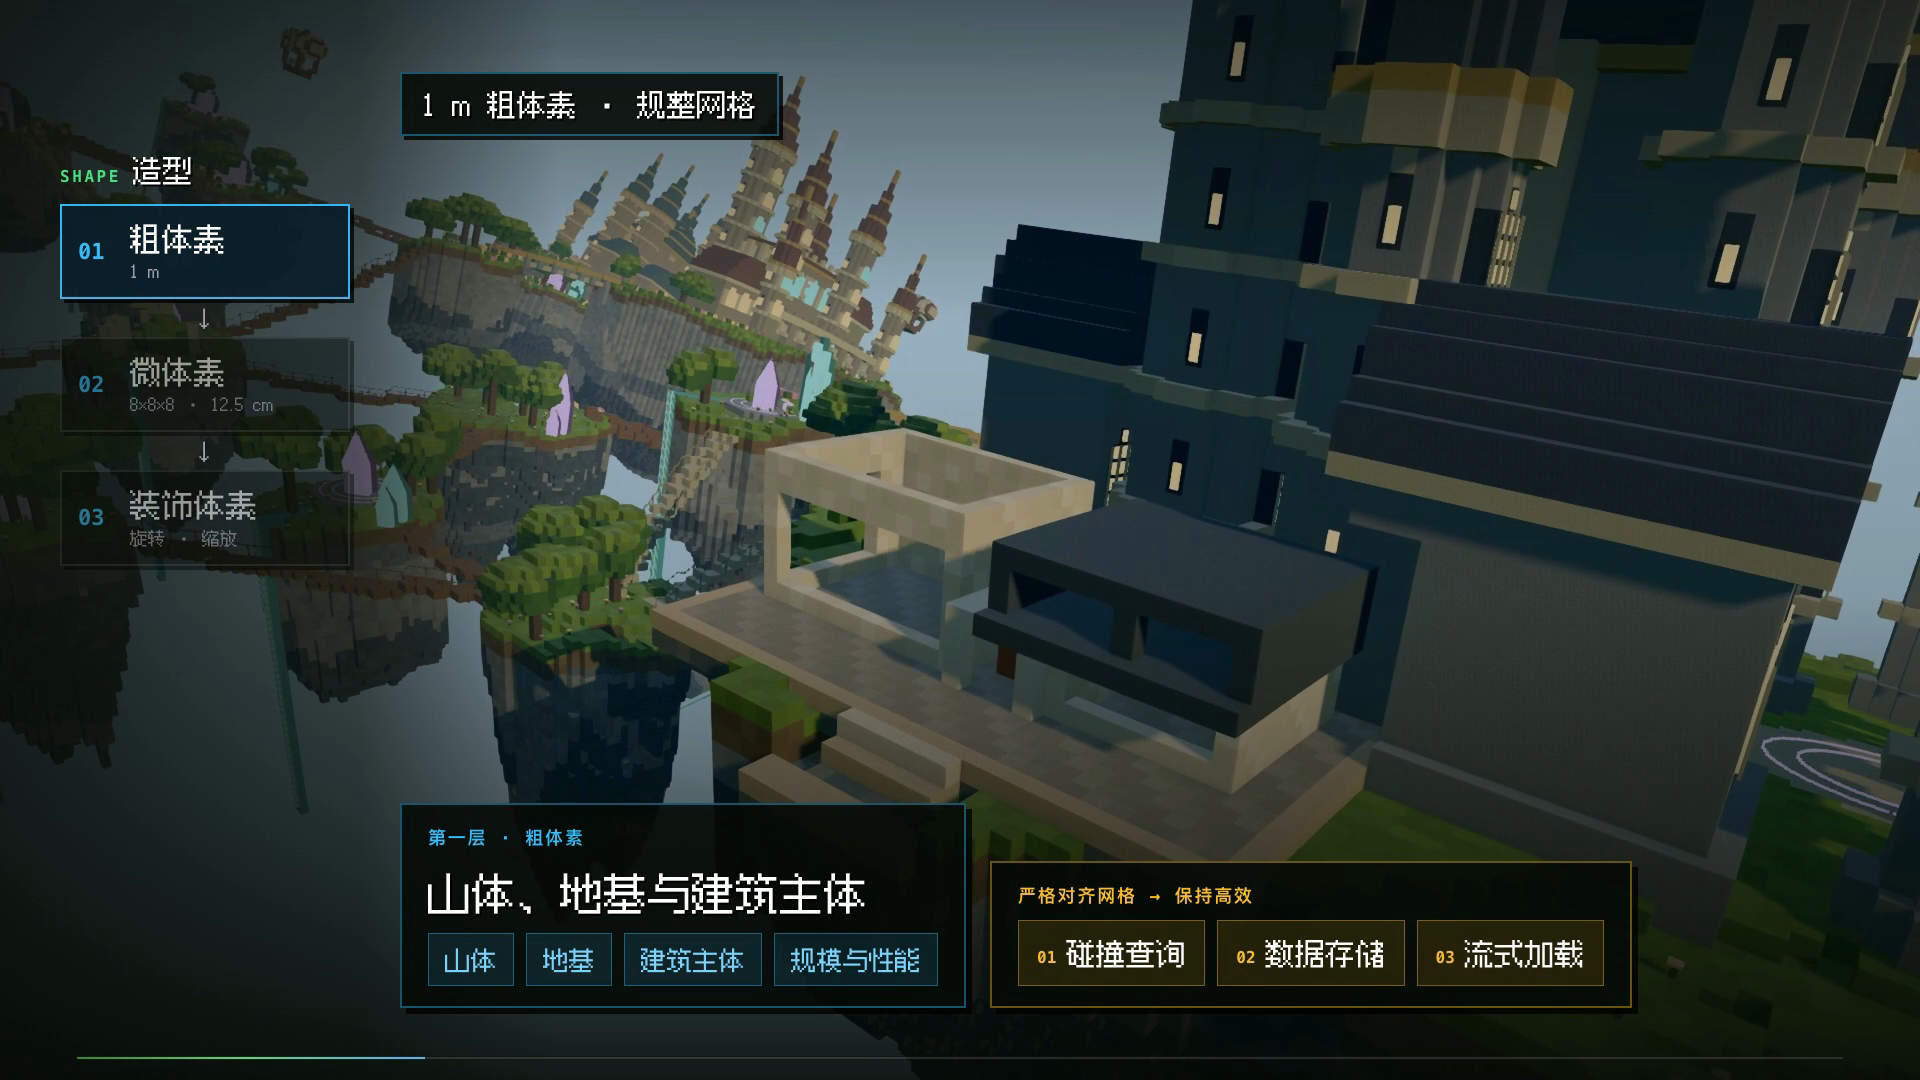 1 m 粗体素 · 规整网格
SHAPE 造型
01 粗体素
1 m
↓
02 微体素
8×8×8 · 12.5 cm
↓
03 装饰体素
旋转 · 缩放
第一层 · 粗体素
山体、地基与建筑主体
山体 地基 建筑主体 规模与性能
严格对齐网格 → 保持高效
01 碰撞查询 02 数据存储 03 流式加载